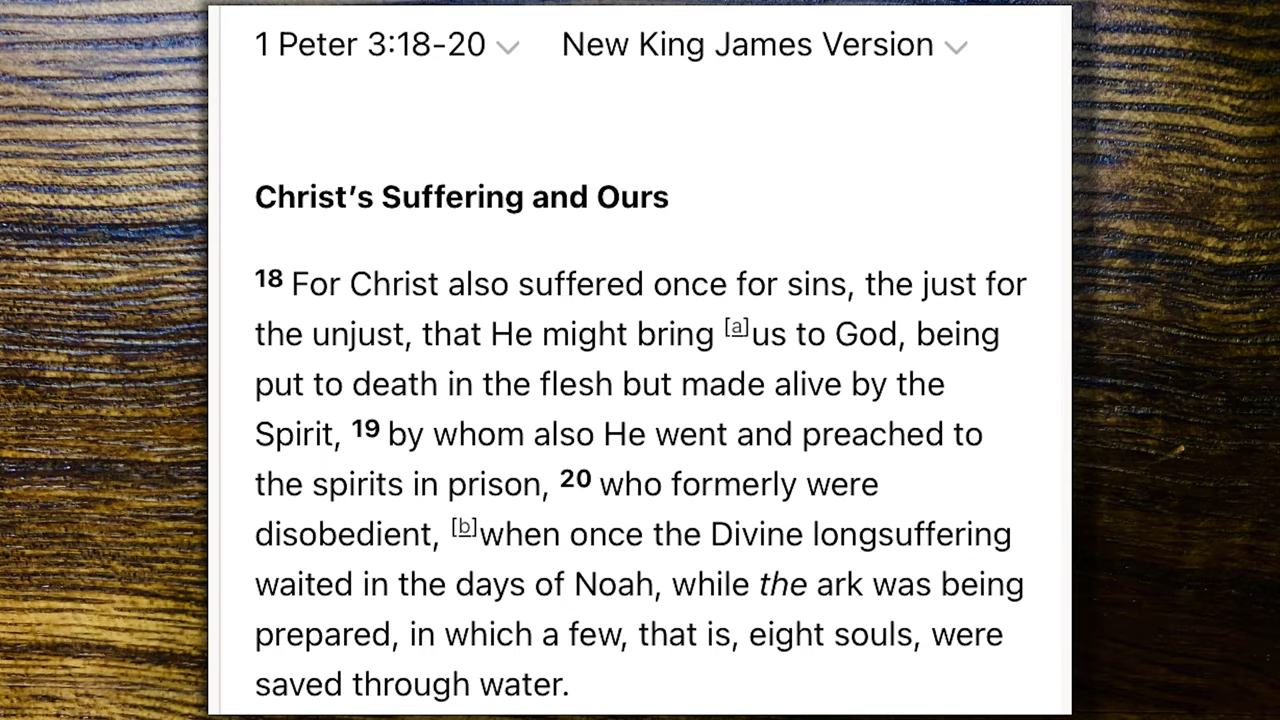 1 Peter 3:18-20 New King James Version
Christ’s Suffering and Ours
18 For Christ also suffered once for sins, the just for
the unjust, that He might bring [a]us to God, being
put to death in the flesh but made alive by the
Spirit, 19 by whom also He went and preached to
the spirits in prison, 20 who formerly were
disobedient, [b]when once the Divine longsuffering
waited in the days of Noah, while the ark was being
prepared, in which a few, that is, eight souls, were
saved through water.